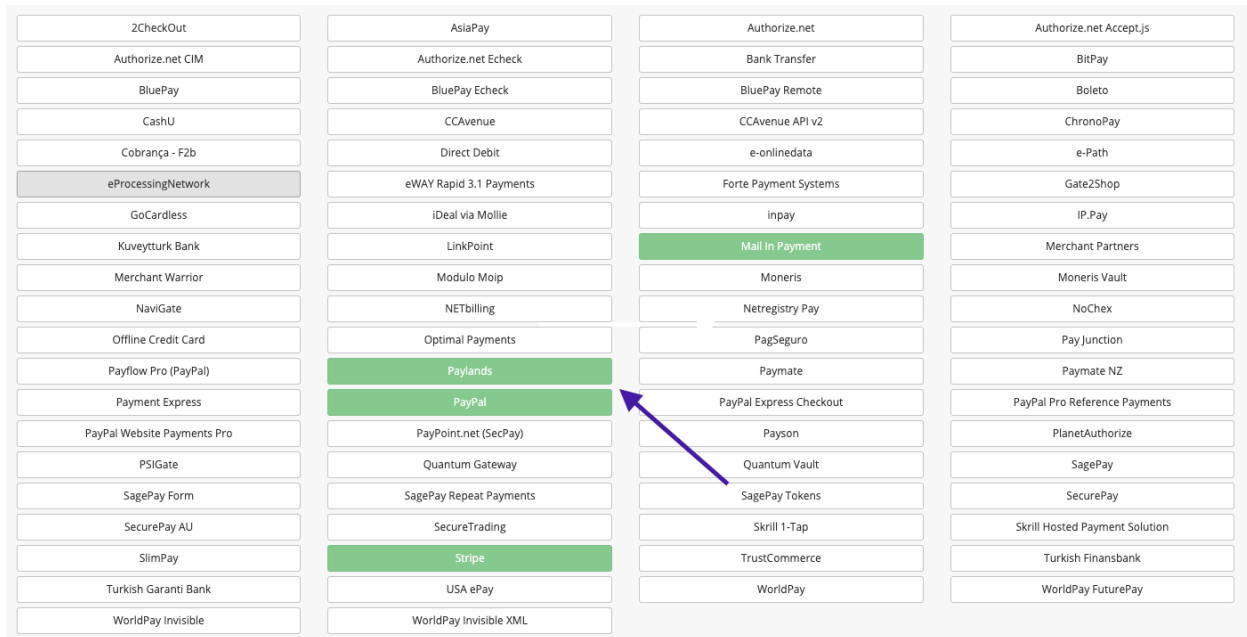 2CheckOut
AsiaPay
Authorize.net
Authorize.net Accept.js
Authorize.net CIM
Authorize.net Echeck
Bank Transfer
BitPay
BluePay
BluePay Echeck
BluePay Remote
Boleto
CashU
CCAvenue
CCAvenue API v2
ChronoPay
Cobrança - F2b
Direct Debit
e-onlinedata
e-Path
eProcessingNetwork
eWAY Rapid 3.1 Payments
Forte Payment Systems
Gate2Shop
GoCardless
iDeal via Mollie
inpay
IP.Pay
Kuveytturk Bank
LinkPoint
Mail In Payment
Merchant Partners
Merchant Warrior
Modulo Moip
Moneris
Moneris Vault
NaviGate
NETbilling
Netregistry Pay
NoChex
Offline Credit Card
Optimal Payments
PagSeguro
Pay Junction
Payflow Pro (PayPal)
Paylands
Paymate
Paymate NZ
Payment Express
PayPal
PayPal Express Checkout
PayPal Pro Reference Payments
PayPal Website Payments Pro
PayPoint.net (SecPay)
Payson
PlanetAuthorize
PSIGate
Quantum Gateway
Quantum Vault
SagePay
SagePay Form
SagePay Repeat Payments
SagePay Tokens
SecurePay
SecurePay AU
SecureTrading
Skrill 1-Tap
Skrill Hosted Payment Solution
SlimPay
Stripe
TrustCommerce
Turkish Finansbank
Turkish Garanti Bank
USA ePay
WorldPay
WorldPay FuturePay
WorldPay Invisible
WorldPay Invisible XML